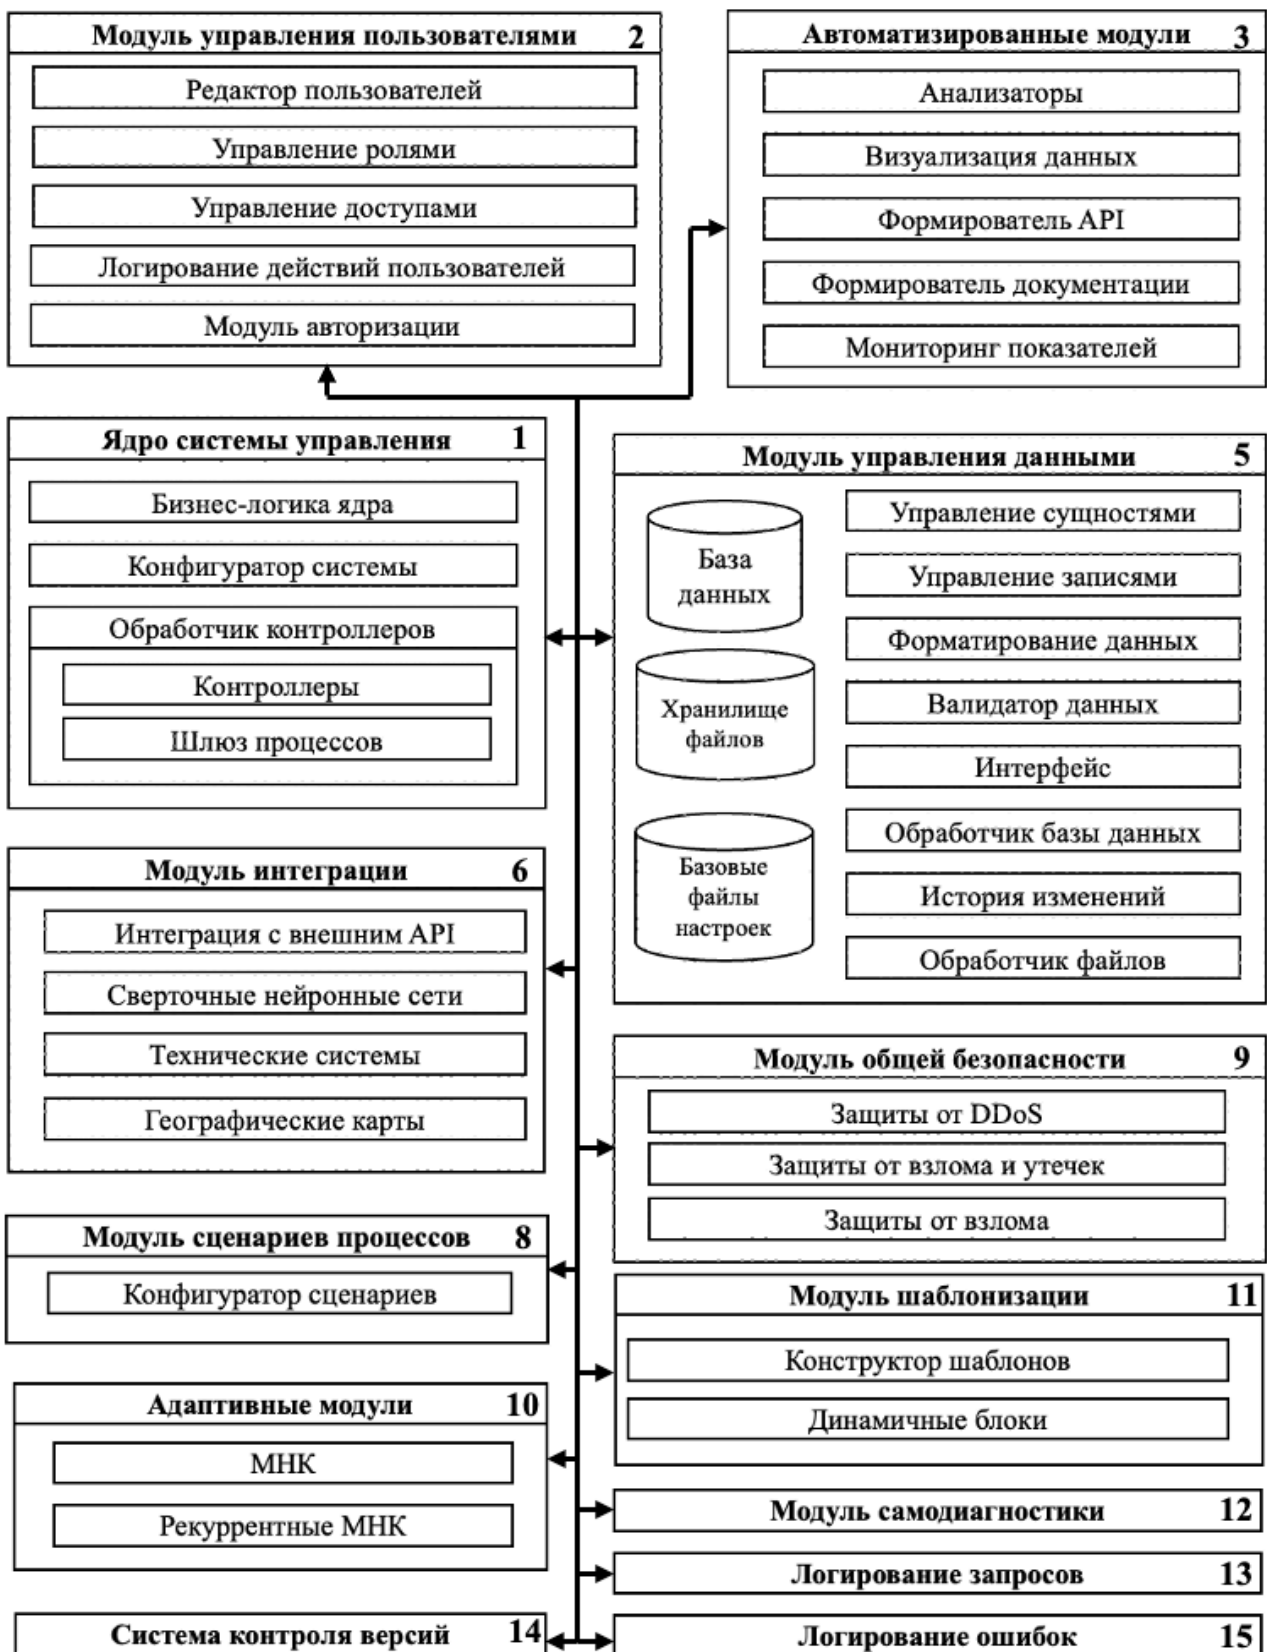 Модуль управления пользователями 2
Редактор пользователей
Управление ролями
Управление доступами
Логирование действий пользователей
Модуль авторизации
Автоматизированные модули 3
Анализаторы
Визуализация данных
Формирователь API
Формирователь документации
Мониторинг показателей
Ядро системы управления 1
Бизнес-логика ядра
Конфигуратор системы
Обработчик контроллеров
Контроллеры
Шлюз процессов
Модуль управления данными 5
База
данных
Хранилище
файлов
Базовые
файлы
настроек
Управление сущностями
Управление записями
Форматирование данных
Валидатор данных
Интерфейс
Обработчик базы данных
История изменений
Обработчик файлов
Модуль интеграции 6
Интеграция с внешним API
Сверточные нейронные сети
Технические системы
Географические карты
Модуль общей безопасности 9
Защиты от DDoS
Защиты от взлома и утечек
Защиты от взлома
Модуль сценариев процессов 8
Конфигуратор сценариев
Модуль шаблонизации 11
Конструктор шаблонов
Динамичные блоки
Адаптивные модули 10
МНК
Рекуррентные МНК
Модуль самодиагностики 12
Логирование запросов 13
Система контроля версий 14
Логирование ошибок 15